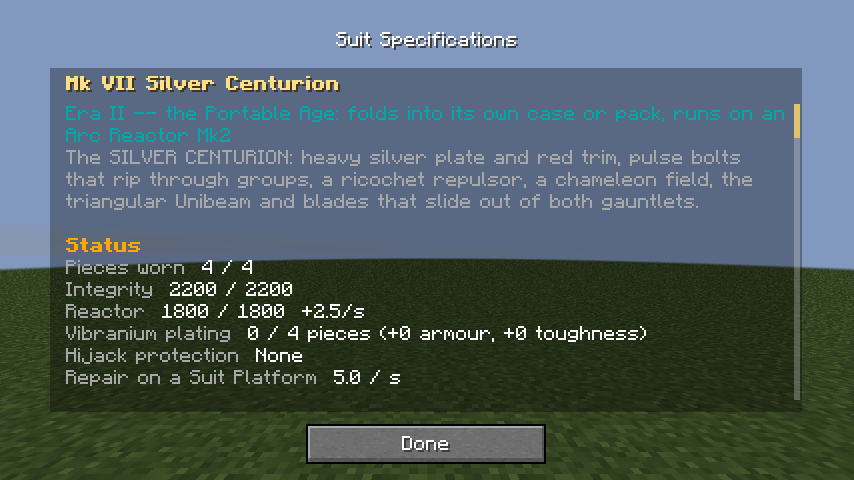 Suit Specifications
Mk VII Silver Centurion
Era II -- the Portable Age: folds into its own case or pack, runs on an
Arc Reactor Mk2
The SILVER CENTURION: heavy silver plate and red trim, pulse bolts
that rip through groups, a ricochet repulsor, a chameleon field, the
triangular Unibeam and blades that slide out of both gauntlets.
Status
Pieces worn 4 / 4
Integrity 2200 / 2200
Reactor 1800 / 1800 +2.5/s
Vibranium plating 0 / 4 pieces (+0 armour, +0 toughness)
Hijack protection None
Repair on a Suit Platform 5.0 / s
Done